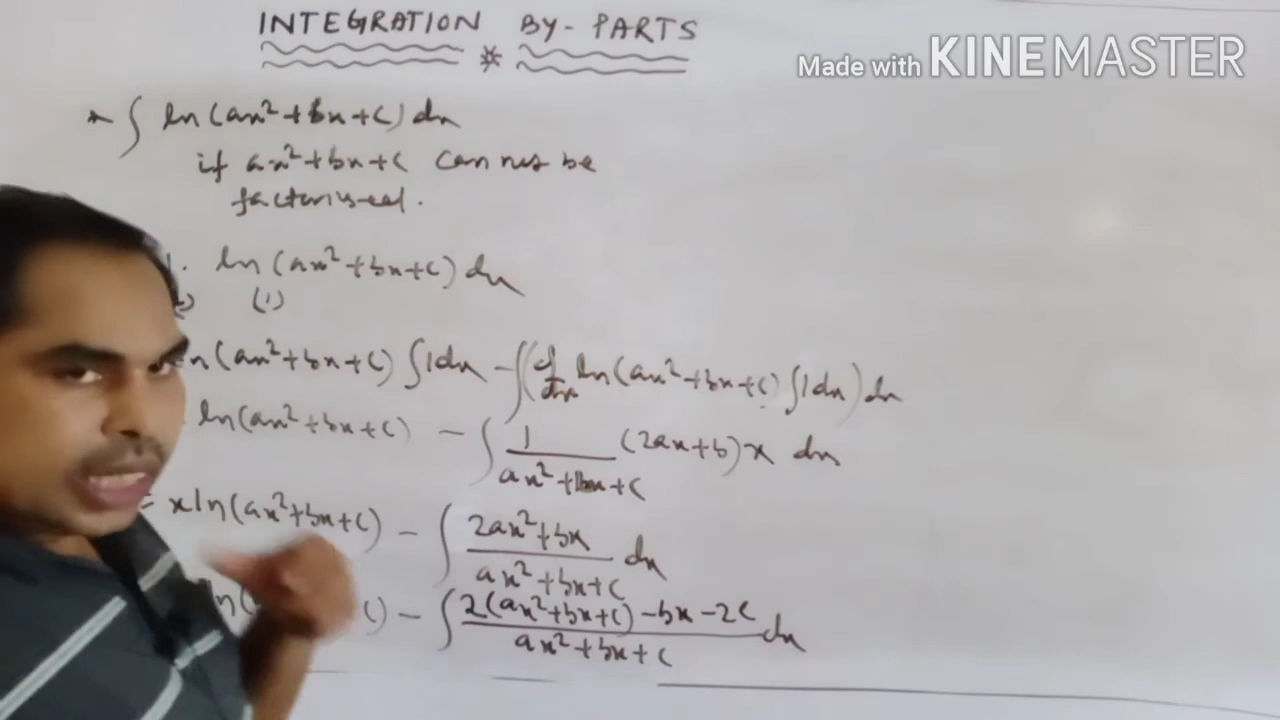 INTEGRATION BY-PARTS
Made with KINEMASTER
* ∫ ln(ax²+bx+c) dx
if ax²+bx+c can not be
factorised.
1. ln(ax²+bx+c) dx
(1)
ln(ax²+bx+c) ∫1dx - ∫(d/dx ln(ax²+bx+c) ∫1dx) dx
ln(ax²+bx+c) - ∫ 1/(ax²+bx+c) (2ax+b)x dx
= xln(ax²+bx+c) - ∫ (2ax²+bx)/(ax²+bx+c) dx
c) - ∫ (2(ax²+bx+c)-bx-2c)/(ax²+bx+c) dx